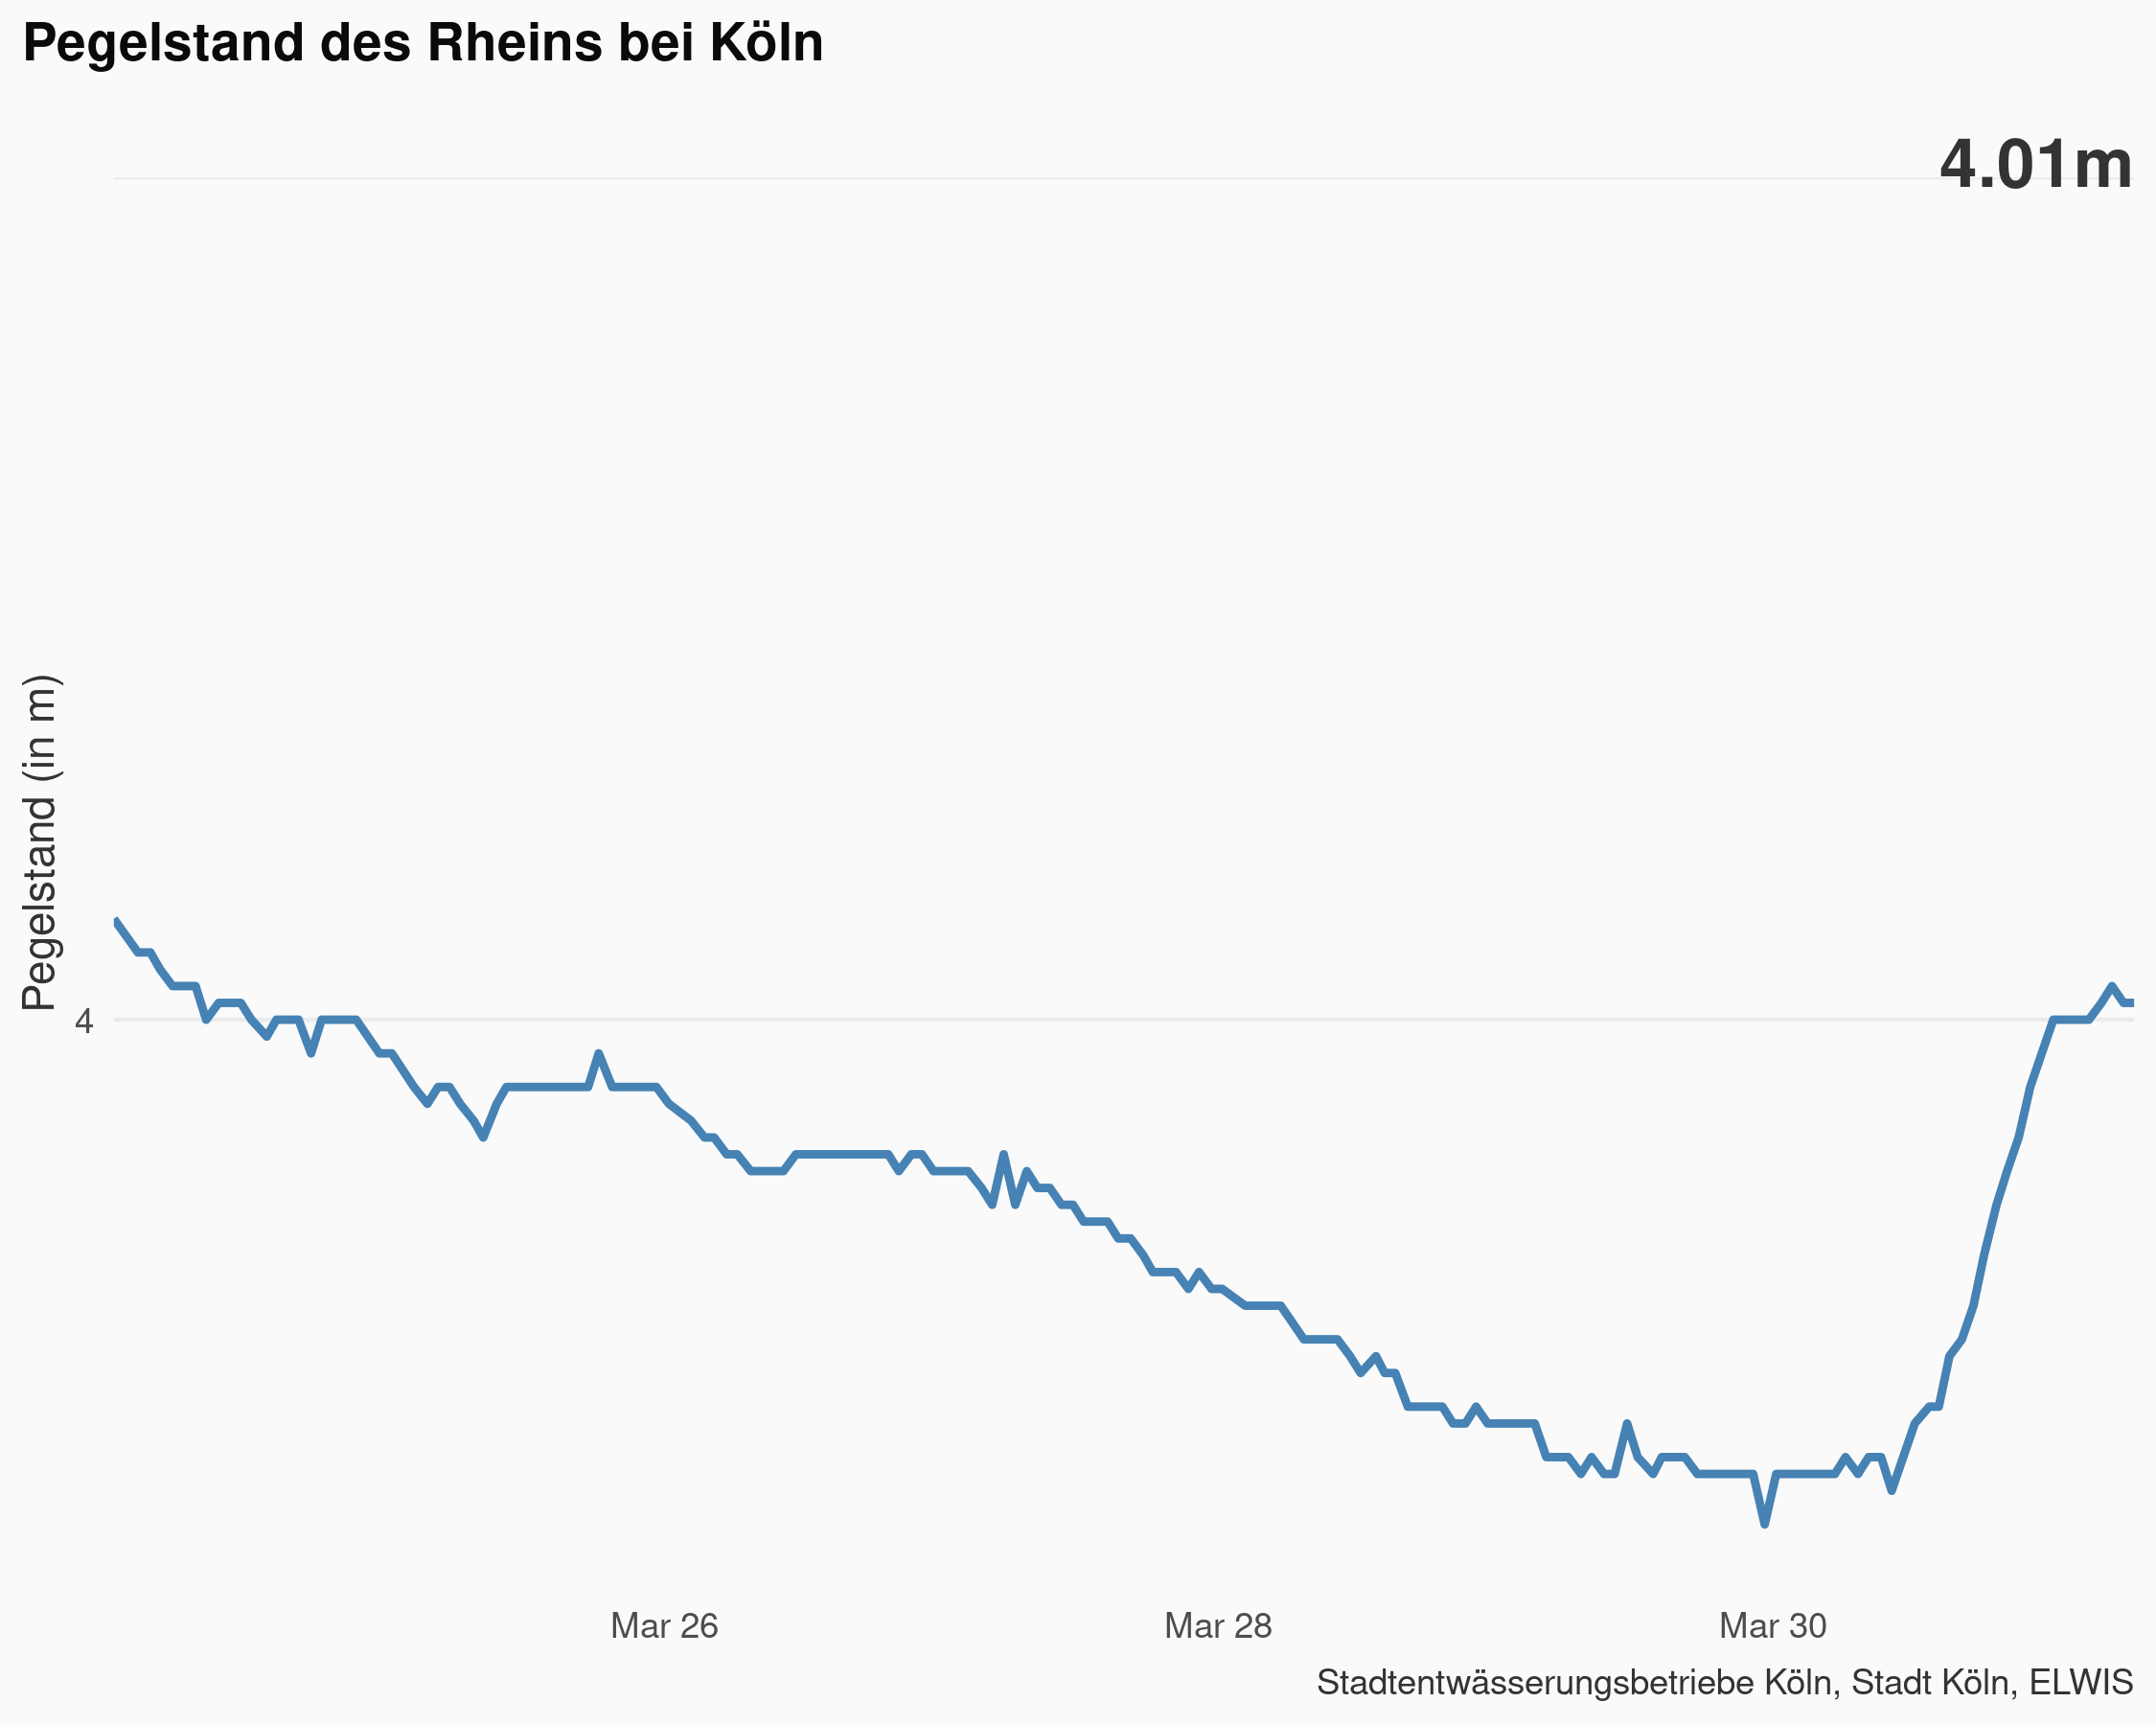 Pegelstand des Rheins bei Köln
4.01m
Pegelstand (in m)
4
Mar 26
Mar 28
Mar 30
Stadtentwässerungsbetriebe Köln, Stadt Köln, ELWIS